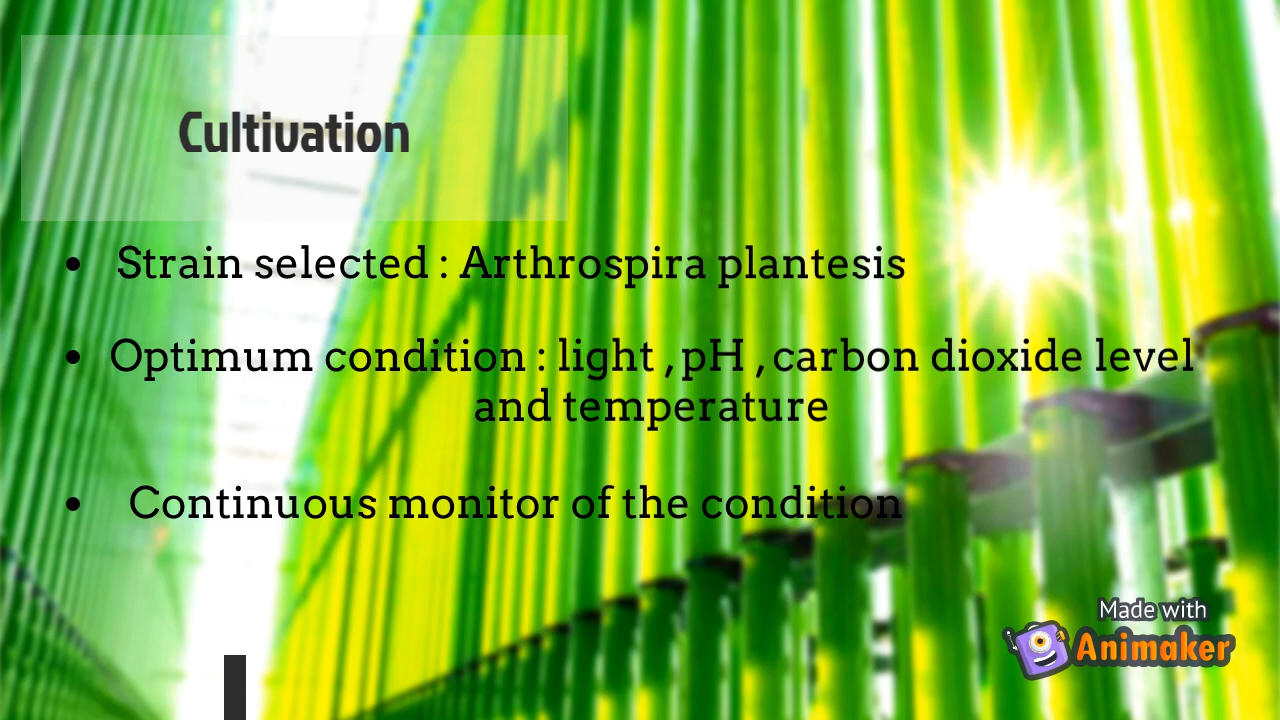 Cultivation
• Strain selected : Arthrospira plantesis
• Optimum condition : light , pH , carbon dioxide level
and temperature
• Continuous monitor of the condition
Made with
Animaker